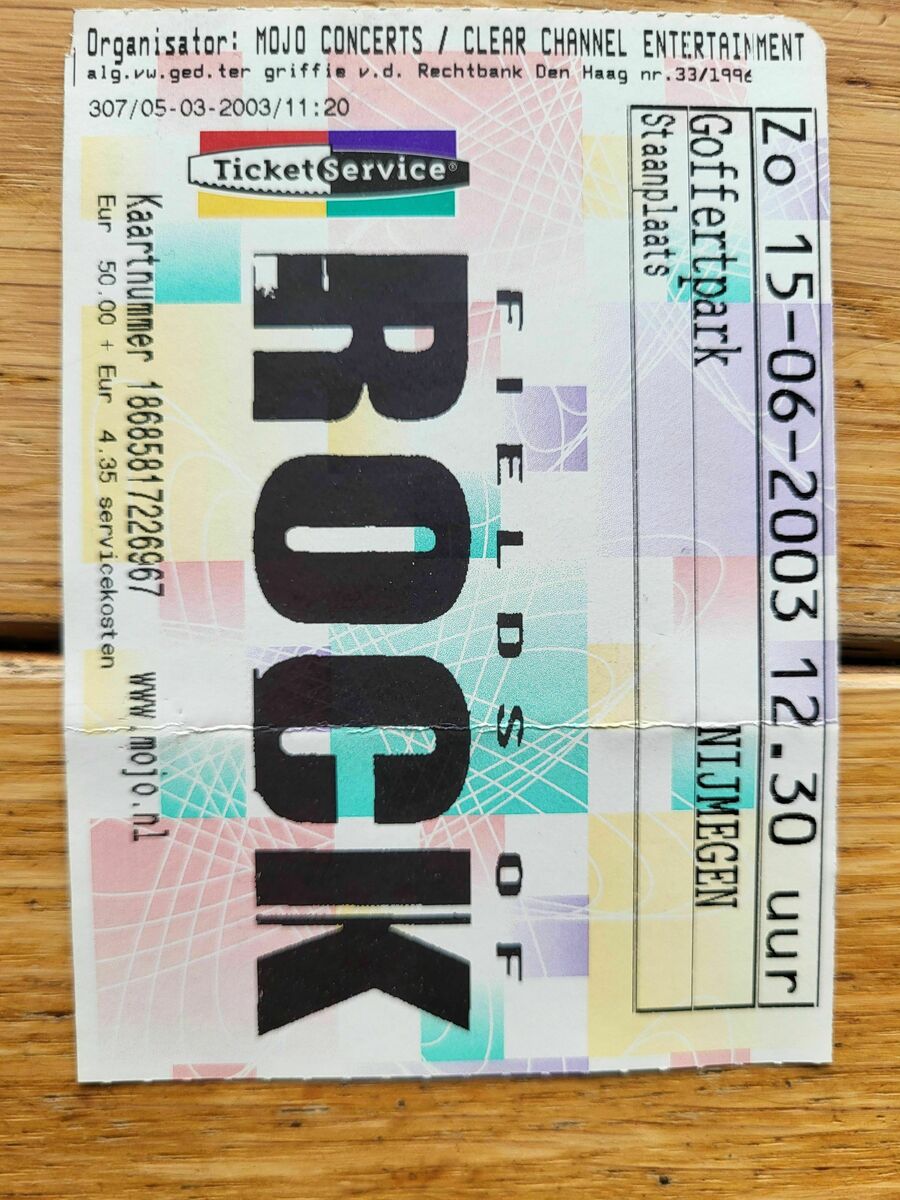 Organisator: MOJO CONCERTS / CLEAR CHANNEL ENTERTAINMENT
alg.vw.ged.ter griffie v.d. Rechtbank Den Haag nr.33/1996
307/05-03-2003/11:20
TicketService®
Zo 15-06-2003 12.30 uur
Goffertpark NIJMEGEN
Staanplaats
FIELDS OF
ROCK
Kaartnummer 18685817226967 www.mojo.nl
Eur 50.00 + Eur 4.35 servicekosten